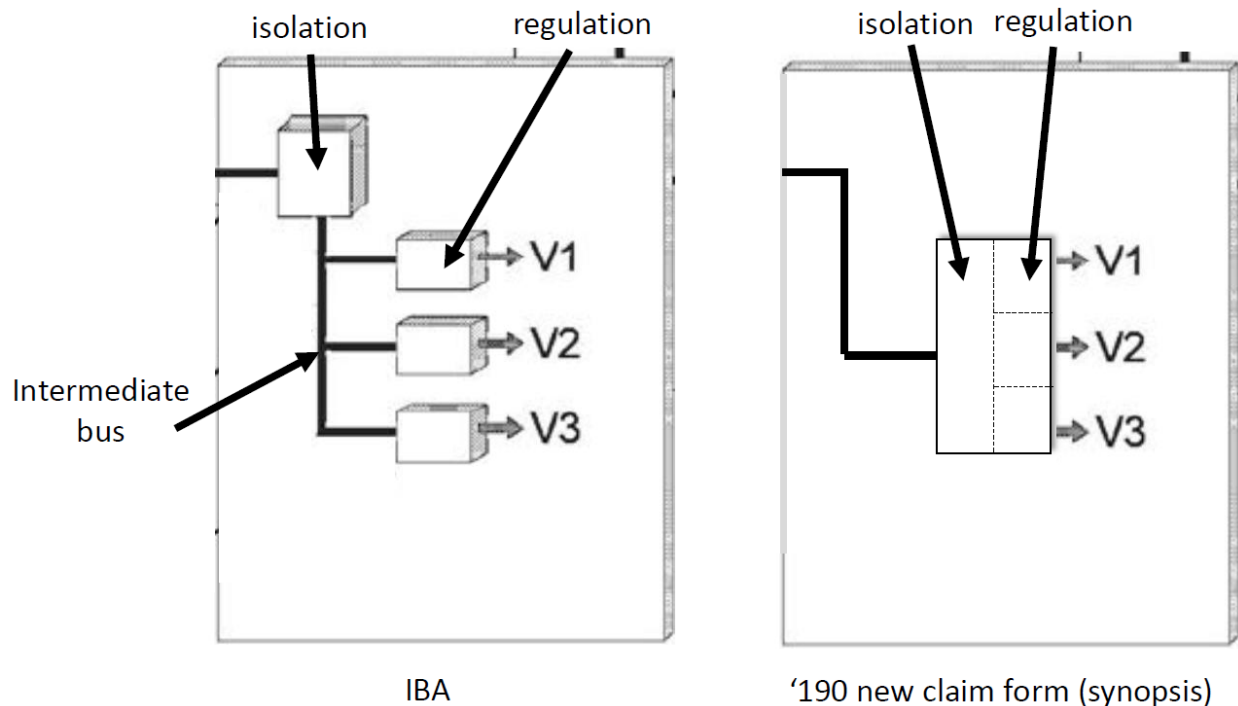 isolation
regulation
V1
V2
V3
Intermediate
bus
IBA
isolation
regulation
V1
V2
V3
‘190 new claim form (synopsis)